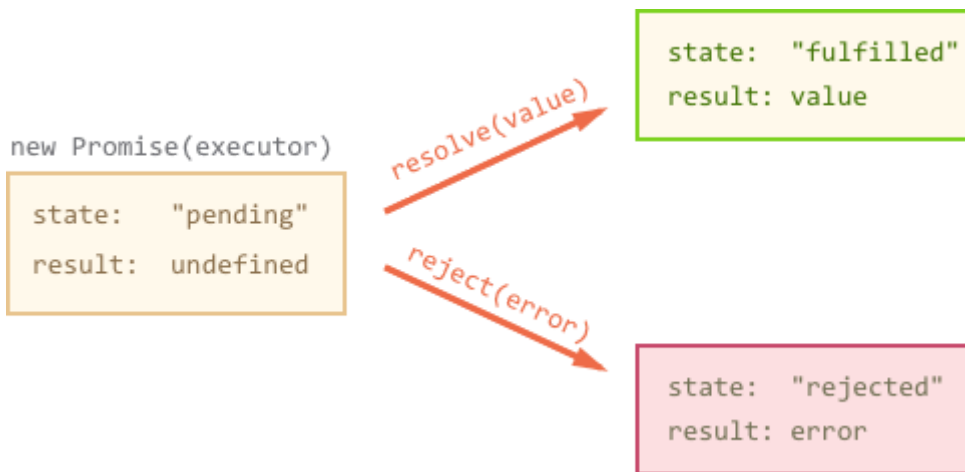 new Promise(executor)
state: "pending"
result: undefined
resolve(value)
reject(error)
state: "fulfilled"
result: value
state: "rejected"
result: error